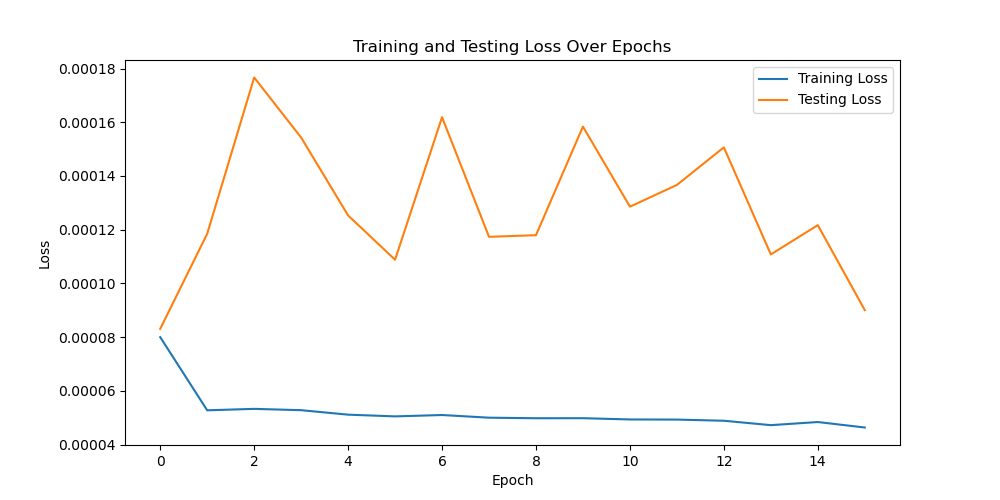 Training and Testing Loss Over Epochs
Training Loss
Testing Loss
0.00018
0.00016
0.00014
0.00012
0.00010
0.00008
0.00006
0.00004
Loss
0 2 4 6 8 10 12 14
Epoch